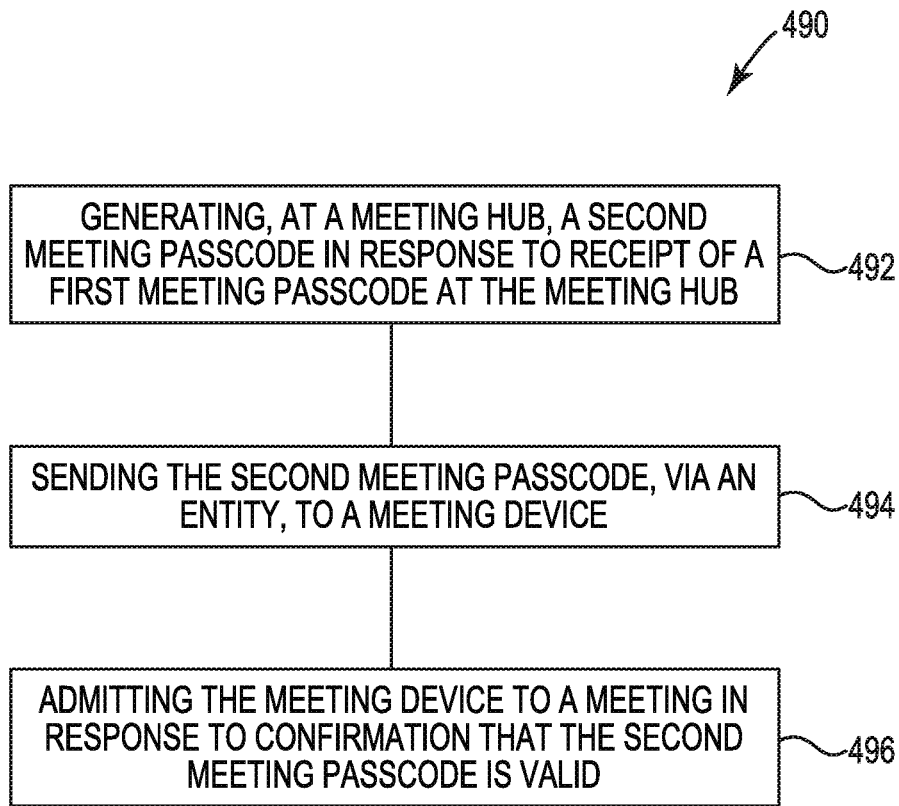 490
GENERATING, AT A MEETING HUB, A SECOND
MEETING PASSCODE IN RESPONSE TO RECEIPT OF A
FIRST MEETING PASSCODE AT THE MEETING HUB
492
SENDING THE SECOND MEETING PASSCODE, VIA AN
ENTITY, TO A MEETING DEVICE
494
ADMITTING THE MEETING DEVICE TO A MEETING IN
RESPONSE TO CONFIRMATION THAT THE SECOND
MEETING PASSCODE IS VALID
496